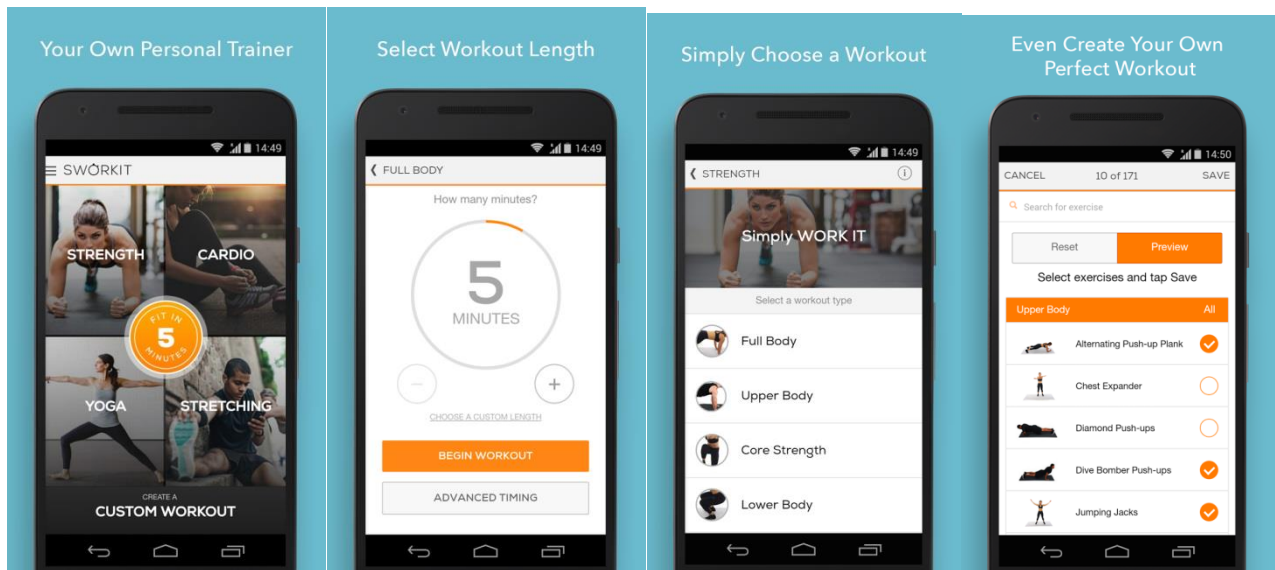 Your Own Personal Trainer
14:49
SWORKIT
STRENGTH
CARDIO
FIT IN
5
MINUTES
YOGA
STRETCHING
CREATE A
CUSTOM WORKOUT
Select Workout Length
14:49
FULL BODY
How many minutes?
5
MINUTES
CHOOSE A CUSTOM LENGTH
BEGIN WORKOUT
ADVANCED TIMING
Simply Choose a Workout
14:49
STRENGTH
Simply WORK IT
Select a workout type
Full Body
Upper Body
Core Strength
Lower Body
Even Create Your Own
Perfect Workout
14:50
CANCEL 10 of 171 SAVE
Search for exercise
Reset Preview
Select exercises and tap Save
Upper Body All
Alternating Push-up Plank
Chest Expander
Diamond Push-ups
Dive Bomber Push-ups
Jumping Jacks